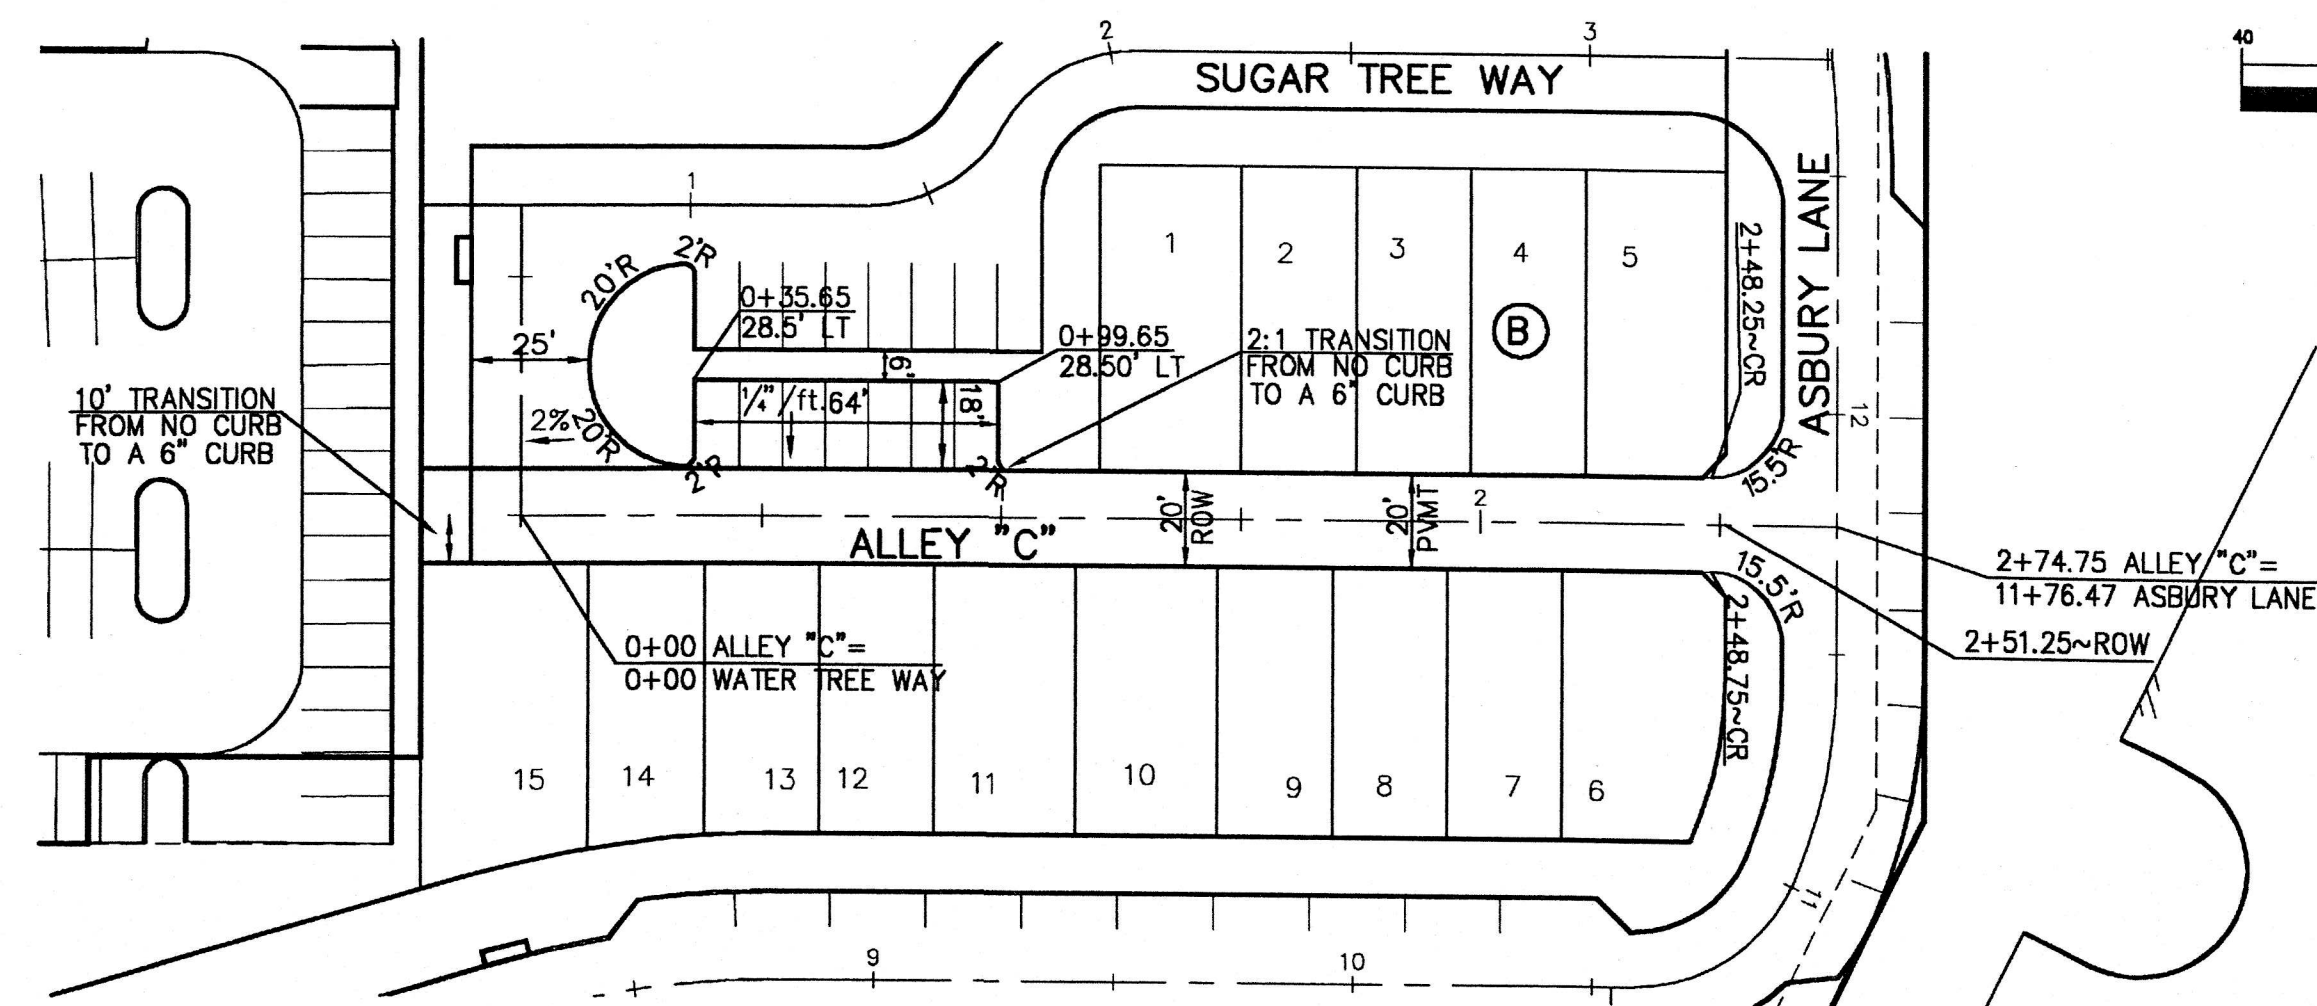 40
2
3
SUGAR TREE WAY
1
ASBURY LANE
20'R
2'R
0+35.65
28.5' LT
1
2
3
4
5
2+48.25~CR
B
25'
6'
0+99.65
28.50' LT
2:1 TRANSITION
FROM NO CURB
TO A 6" CURB
10' TRANSITION
FROM NO CURB
TO A 6" CURB
1/4" /ft.
64'
18'
2%
20'R
2'R
2'R
12
15.5'R
20'
ROW
20'
PVMT
2
ALLEY "C"
15.5'R
2+74.75 ALLEY "C"=
11+76.47 ASBURY LANE
2+51.25~ROW
0+00 ALLEY "C"=
0+00 WATER TREE WAY
2+48.75~CR
15
14
13
12
11
10
9
8
7
6
11
9
10